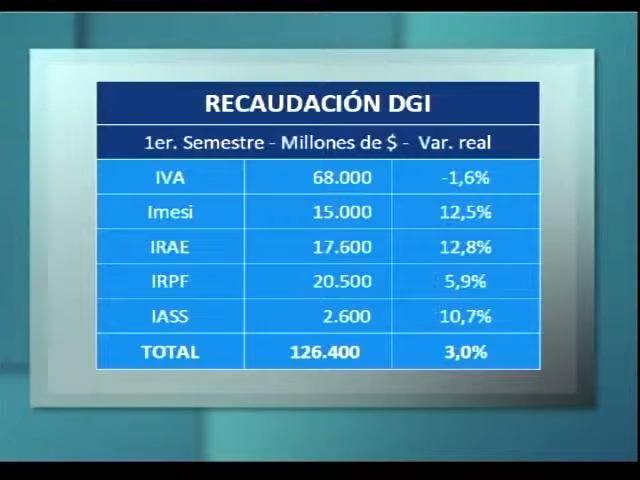 RECAUDACIÓN DGI
1er. Semestre - Millones de $ - Var. real
IVA 68.000 -1,6%
Imesi 15.000 12,5%
IRAE 17.600 12,8%
IRPF 20.500 5,9%
IASS 2.600 10,7%
TOTAL 126.400 3,0%